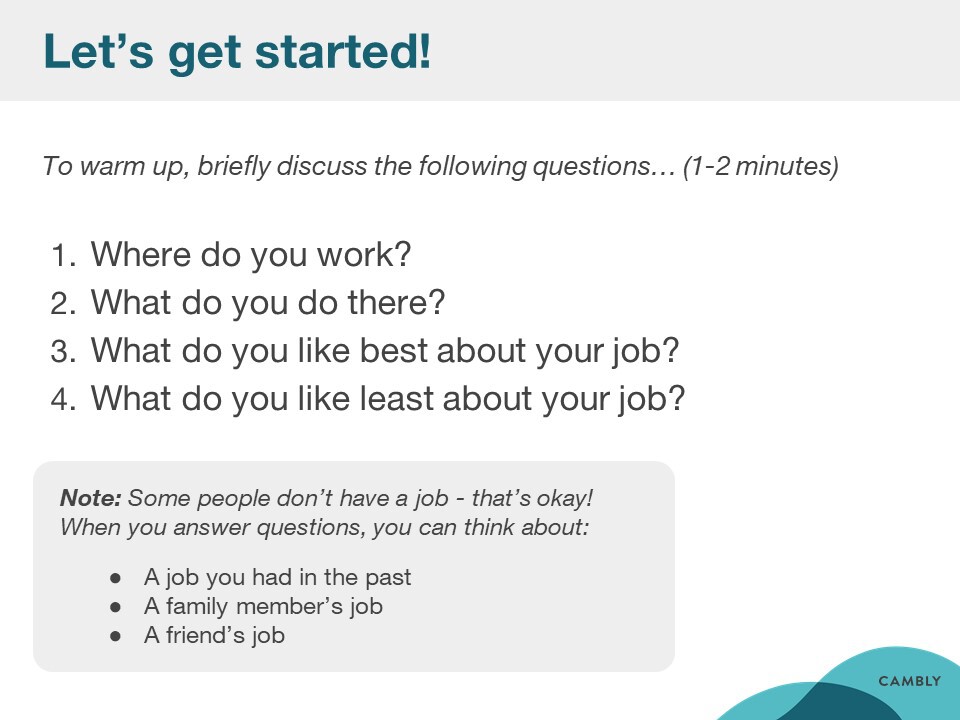 Let’s get started!
To warm up, briefly discuss the following questions… (1-2 minutes)
1. Where do you work?
2. What do you do there?
3. What do you like best about your job?
4. What do you like least about your job?
Note: Some people don’t have a job - that’s okay!
When you answer questions, you can think about:
● A job you had in the past
● A family member’s job
● A friend’s job
CAMBLY